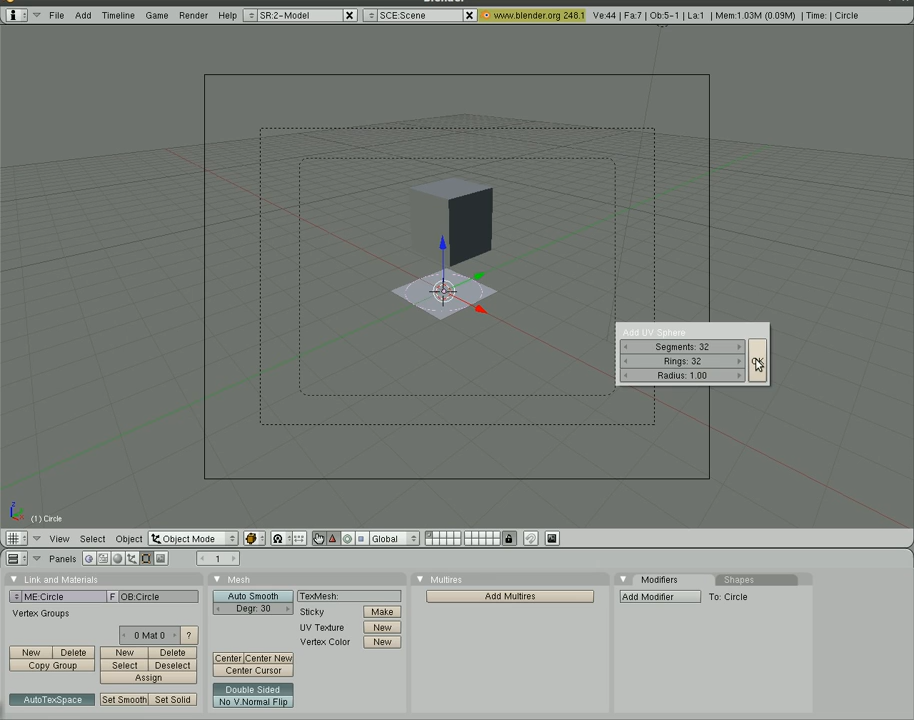 File Add Timeline Game Render Help SR:2-Model SCE:Scene www.blender.org 248.1 Ve:44 | Fa:7 | Ob:5-1 | La:1 | Mem:1.03M (0.09M) | Time: | Circle
Add UV Sphere
Segments: 32
Rings: 32
Radius: 1.00
z
(1) Circle
View Select Object Object Mode Global
Panels 1
Link and Materials
ME:Circle F OB:Circle
Vertex Groups
0 Mat 0 ?
New Delete New Delete
Copy Group Select Deselect
Assign
AutoTexSpace Set Smooth Set Solid
Mesh
Auto Smooth TexMesh:
Degr: 30 Sticky Make
UV Texture New
Vertex Color New
Center Center New
Center Cursor
Double Sided
No V.Normal Flip
Multires
Add Multires
Modifiers Shapes
Add Modifier To: Circle